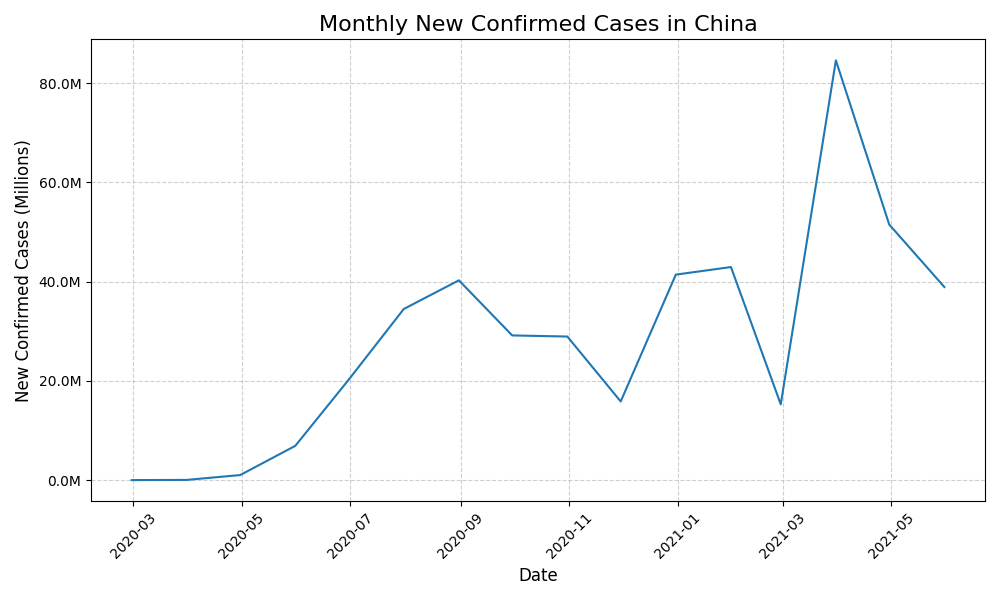 Monthly New Confirmed Cases in China
New Confirmed Cases (Millions)
80.0M
60.0M
40.0M
20.0M
0.0M
2020-03
2020-05
2020-07
2020-09
2020-11
2021-01
2021-03
2021-05
Date